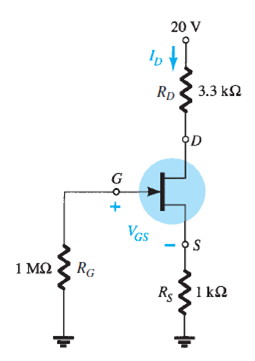 20 V
I_D
R_D 3.3 kΩ
D
G
+
V_GS
− S
1 MΩ R_G
R_S 1 kΩ